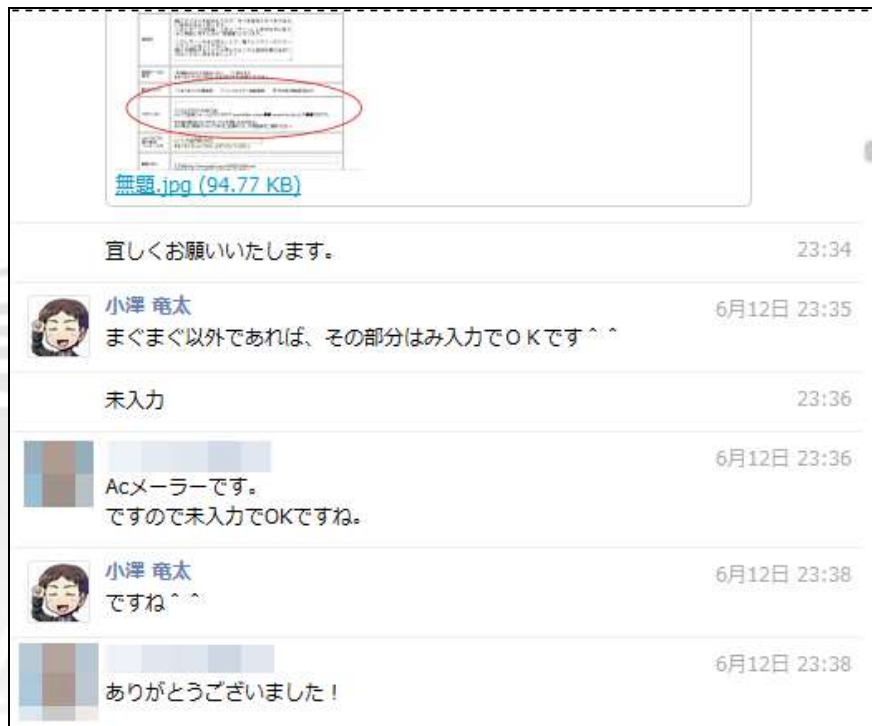 無題.jpg (94.77 KB)
宜しくお願いいたします。
23:34
小澤 竜太
6月12日 23:35
まぐまぐ以外であれば、その部分はみ入力でＯＫです＾＾
未入力
23:36
6月12日 23:36
Acメーラーです。
ですので未入力でOKですね。
小澤 竜太
6月12日 23:38
ですね＾＾
6月12日 23:38
ありがとうございました！